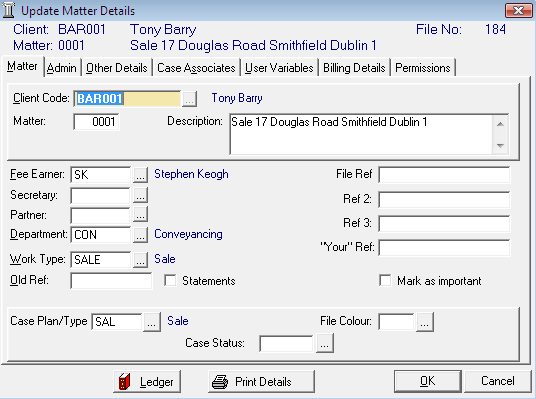 Update Matter Details
Client: BAR001 Tony Barry File No: 184
Matter: 0001 Sale 17 Douglas Road Smithfield Dublin 1
Matter Admin Other Details Case Associates User Variables Billing Details Permissions
Client Code: BAR001 ... Tony Barry
Matter: 0001 Description: Sale 17 Douglas Road Smithfield Dublin 1
Fee Earner: SK ... Stephen Keogh File Ref
Secretary: ... Ref 2:
Partner: ... Ref 3:
Department: CON ... Conveyancing "Your" Ref:
Work Type: SALE ... Sale
Old Ref: Statements Mark as important
Case Plan/Type SAL ... Sale File Colour: ...
Case Status: ...
Ledger Print Details OK Cancel